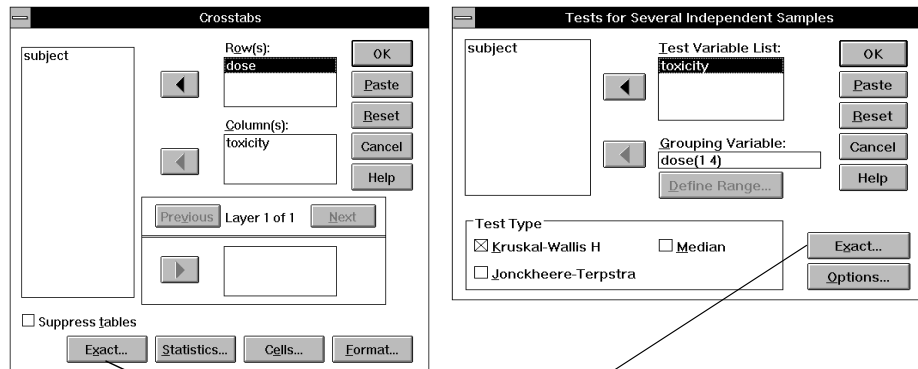 Crosstabs
subject
Row(s):
dose
Column(s):
toxicity
OK
Paste
Reset
Cancel
Help
Previous Layer 1 of 1 Next
Suppress tables
Exact... Statistics... Cells... Format...
Tests for Several Independent Samples
subject
Test Variable List:
toxicity
Grouping Variable:
dose(1 4)
Define Range...
OK
Paste
Reset
Cancel
Help
Test Type
Kruskal-Wallis H Median
Jonckheere-Terpstra
Exact...
Options...